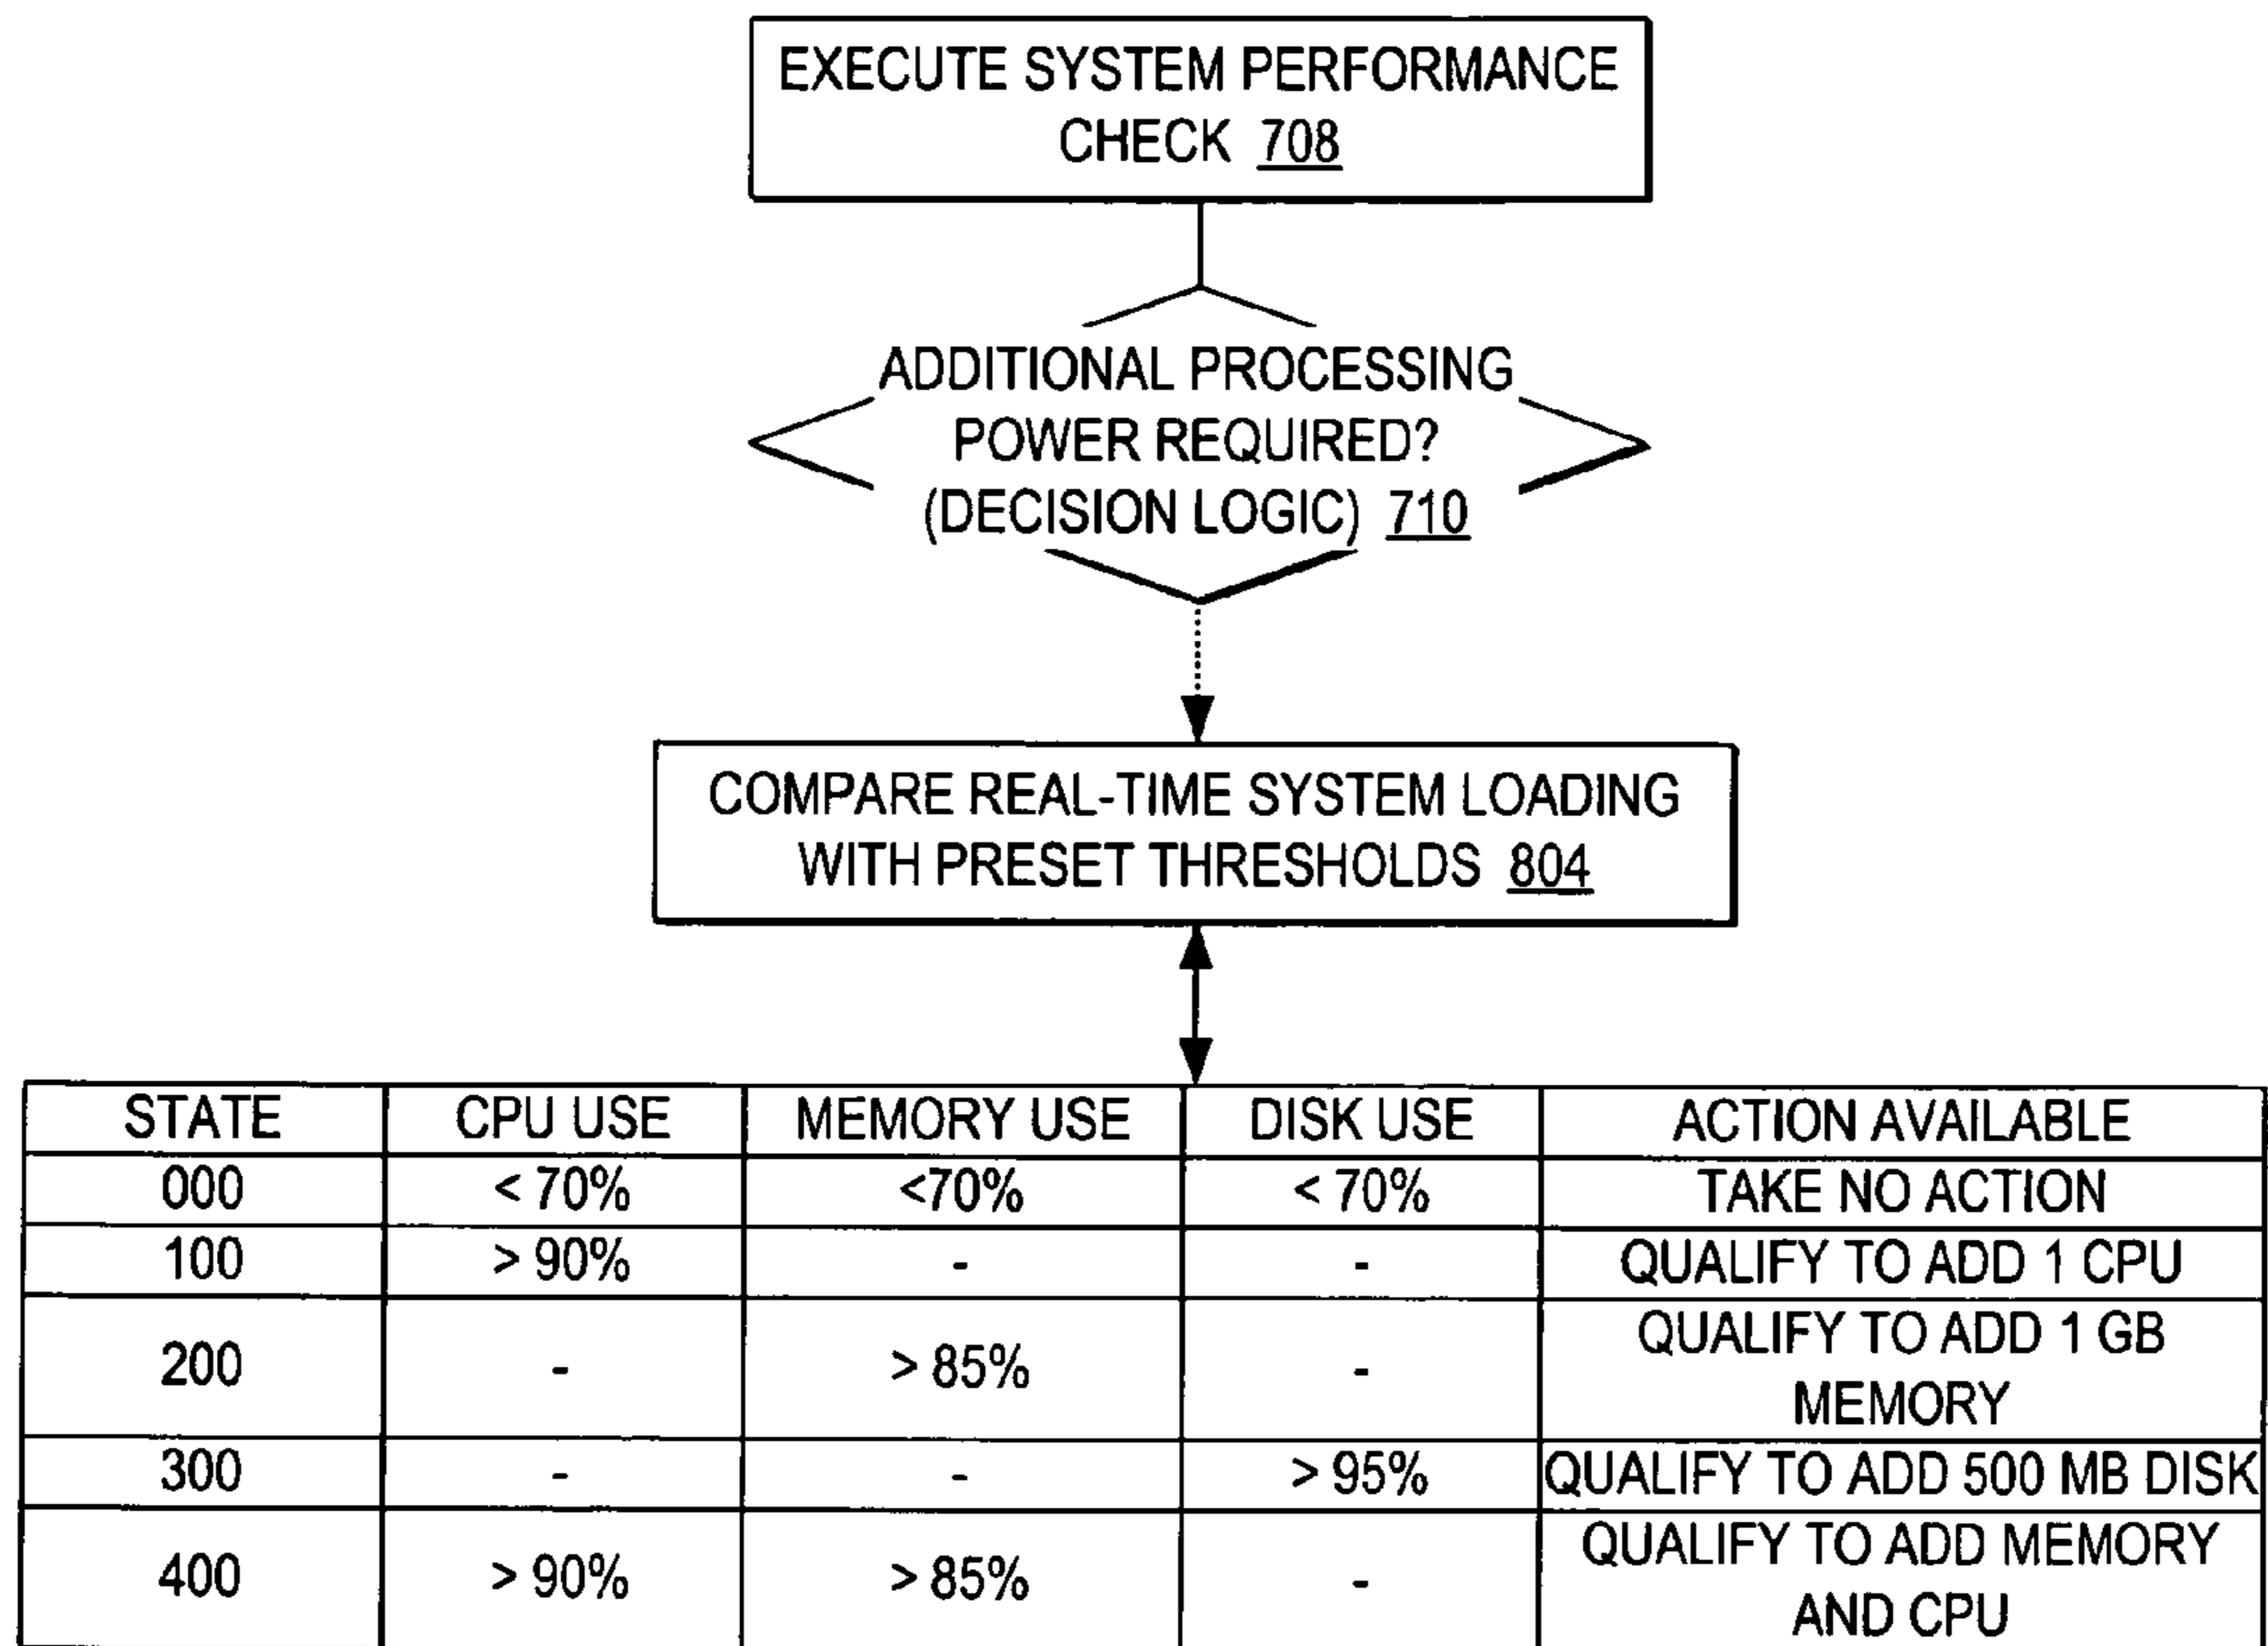 EXECUTE SYSTEM PERFORMANCE
CHECK 708
ADDITIONAL PROCESSING
POWER REQUIRED?
(DECISION LOGIC) 710
COMPARE REAL-TIME SYSTEM LOADING
WITH PRESET THRESHOLDS 804
STATE CPU USE MEMORY USE DISK USE ACTION AVAILABLE
000 < 70% <70% < 70% TAKE NO ACTION
100 > 90% - - QUALIFY TO ADD 1 CPU
200 - > 85% - QUALIFY TO ADD 1 GB
MEMORY
300 - - > 95% QUALIFY TO ADD 500 MB DISK
400 > 90% > 85% - QUALIFY TO ADD MEMORY
AND CPU